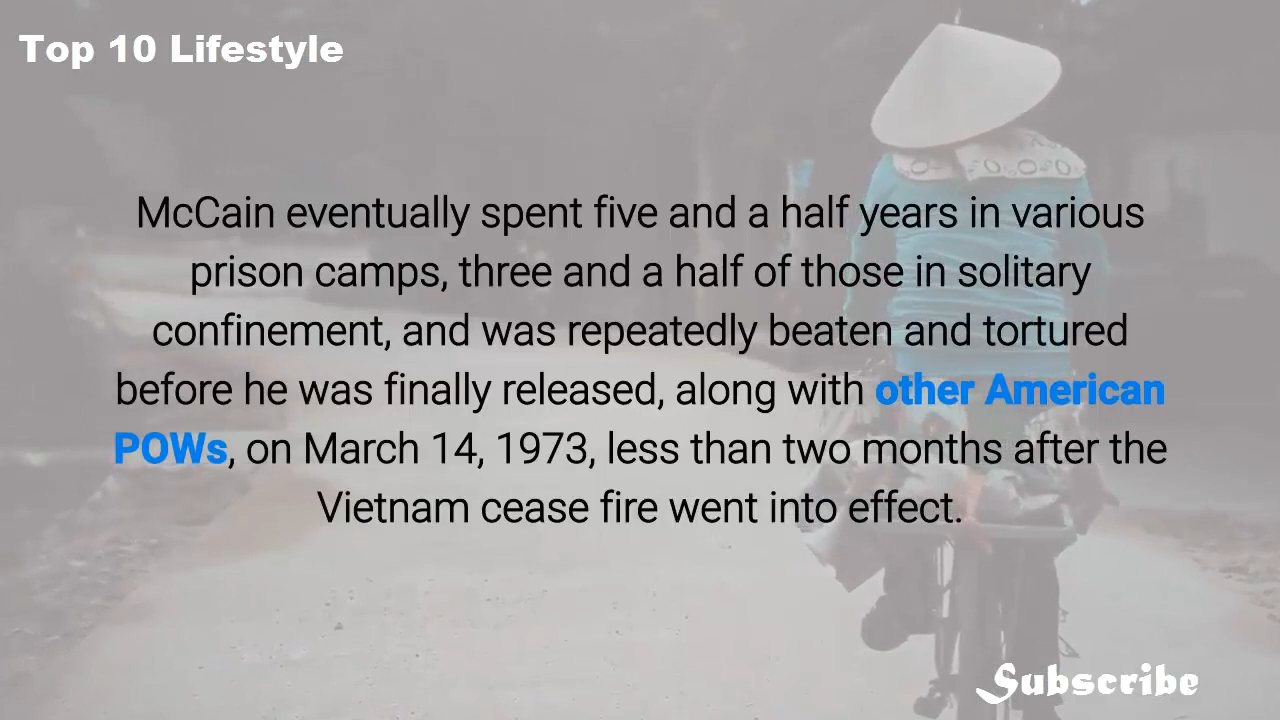 Top 10 Lifestyle
McCain eventually spent five and a half years in various
prison camps, three and a half of those in solitary
confinement, and was repeatedly beaten and tortured
before he was finally released, along with other American
POWs, on March 14, 1973, less than two months after the
Vietnam cease fire went into effect.
Subscribe